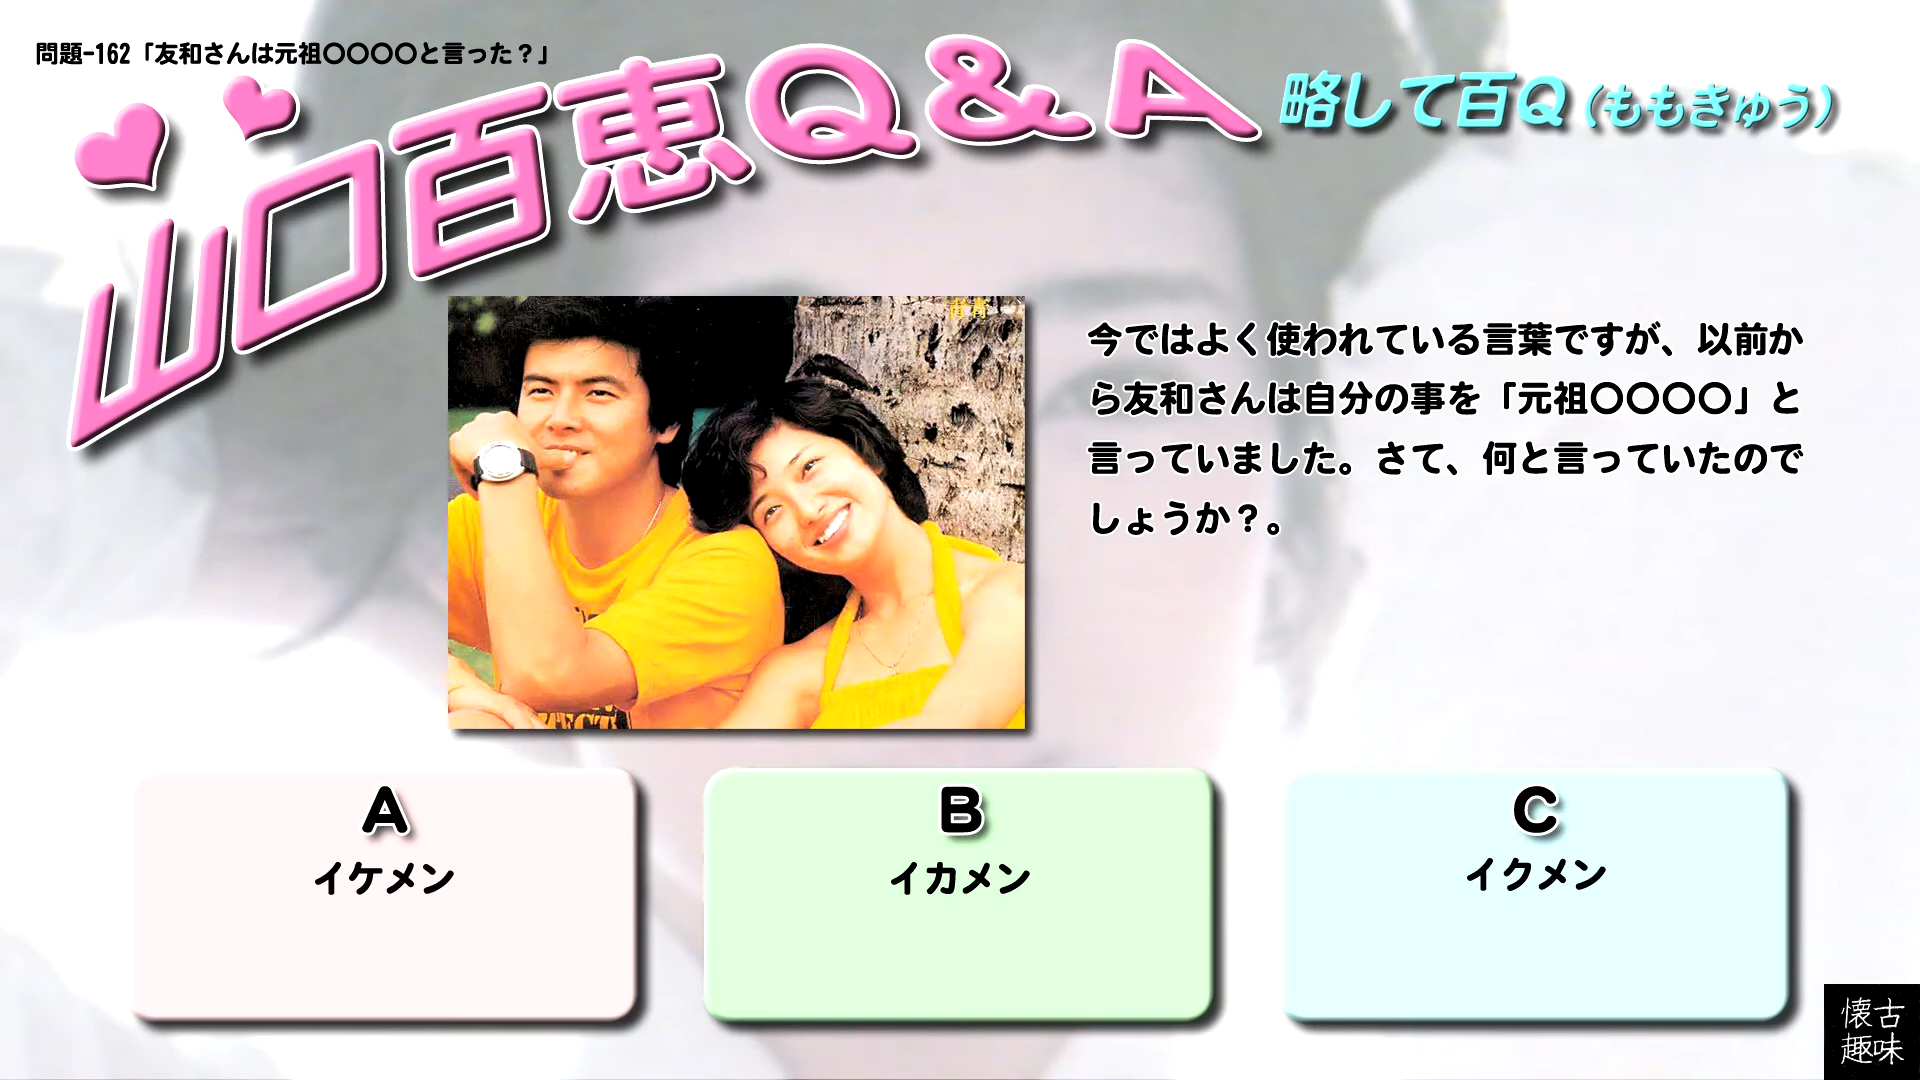 問題-162「友和さんは元祖〇〇〇〇と言った？」
山口百恵Q&A
略して百Q（ももきゅう）
今ではよく使われている言葉ですが、以前か
ら友和さんは自分の事を「元祖〇〇〇〇」と
言っていました。さて、何と言っていたので
しょうか？。
A
イケメン
B
イカメン
C
イクメン
懐古
趣味